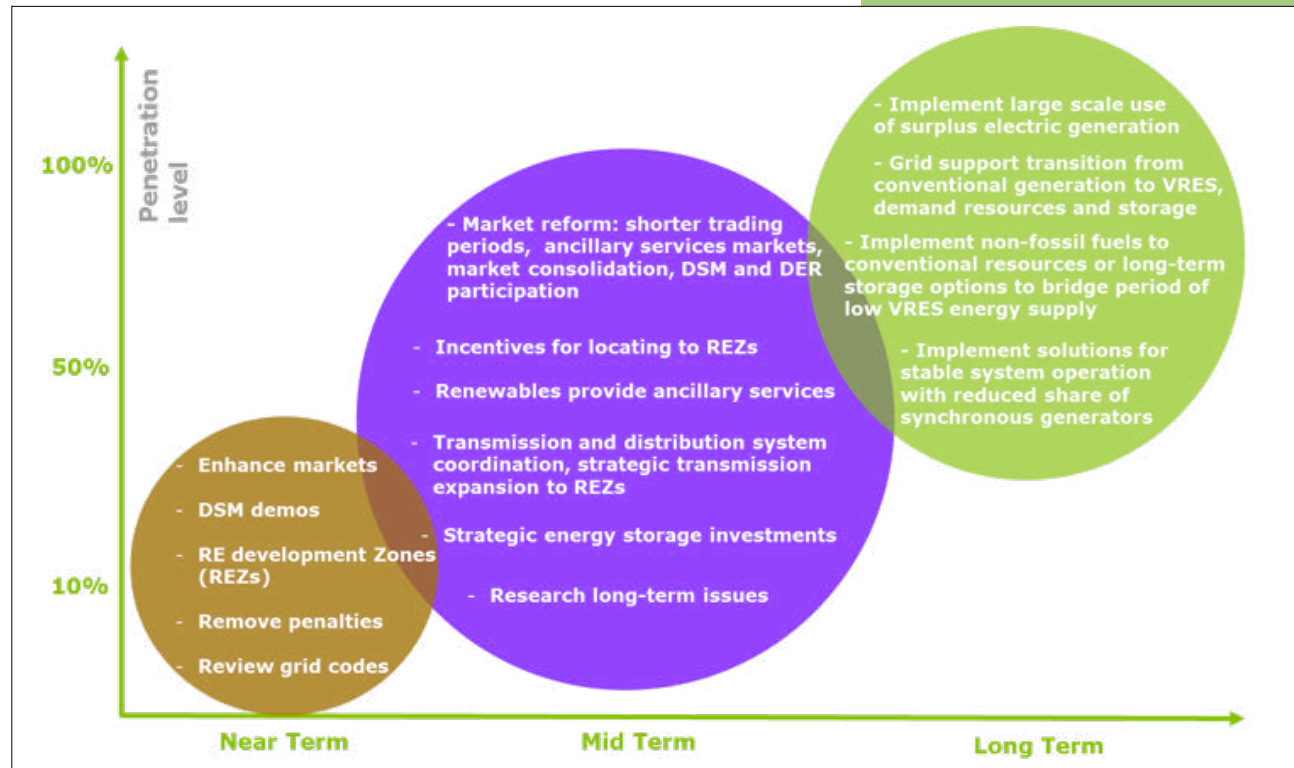 Penetration
level
100%
50%
10%
- Enhance markets
- DSM demos
- RE development Zones
(REZs)
- Remove penalties
- Review grid codes
- Market reform: shorter trading
periods, ancillary services markets,
market consolidation, DSM and DER
participation
- Incentives for locating to REZs
- Renewables provide ancillary services
- Transmission and distribution system
coordination, strategic transmission
expansion to REZs
- Strategic energy storage investments
- Research long-term issues
- Implement large scale use
of surplus electric generation
- Grid support transition from
conventional generation to VRES,
demand resources and storage
- Implement non-fossil fuels to
conventional resources or long-term
storage options to bridge period of
low VRES energy supply
- Implement solutions for
stable system operation
with reduced share of
synchronous generators
Near Term
Mid Term
Long Term